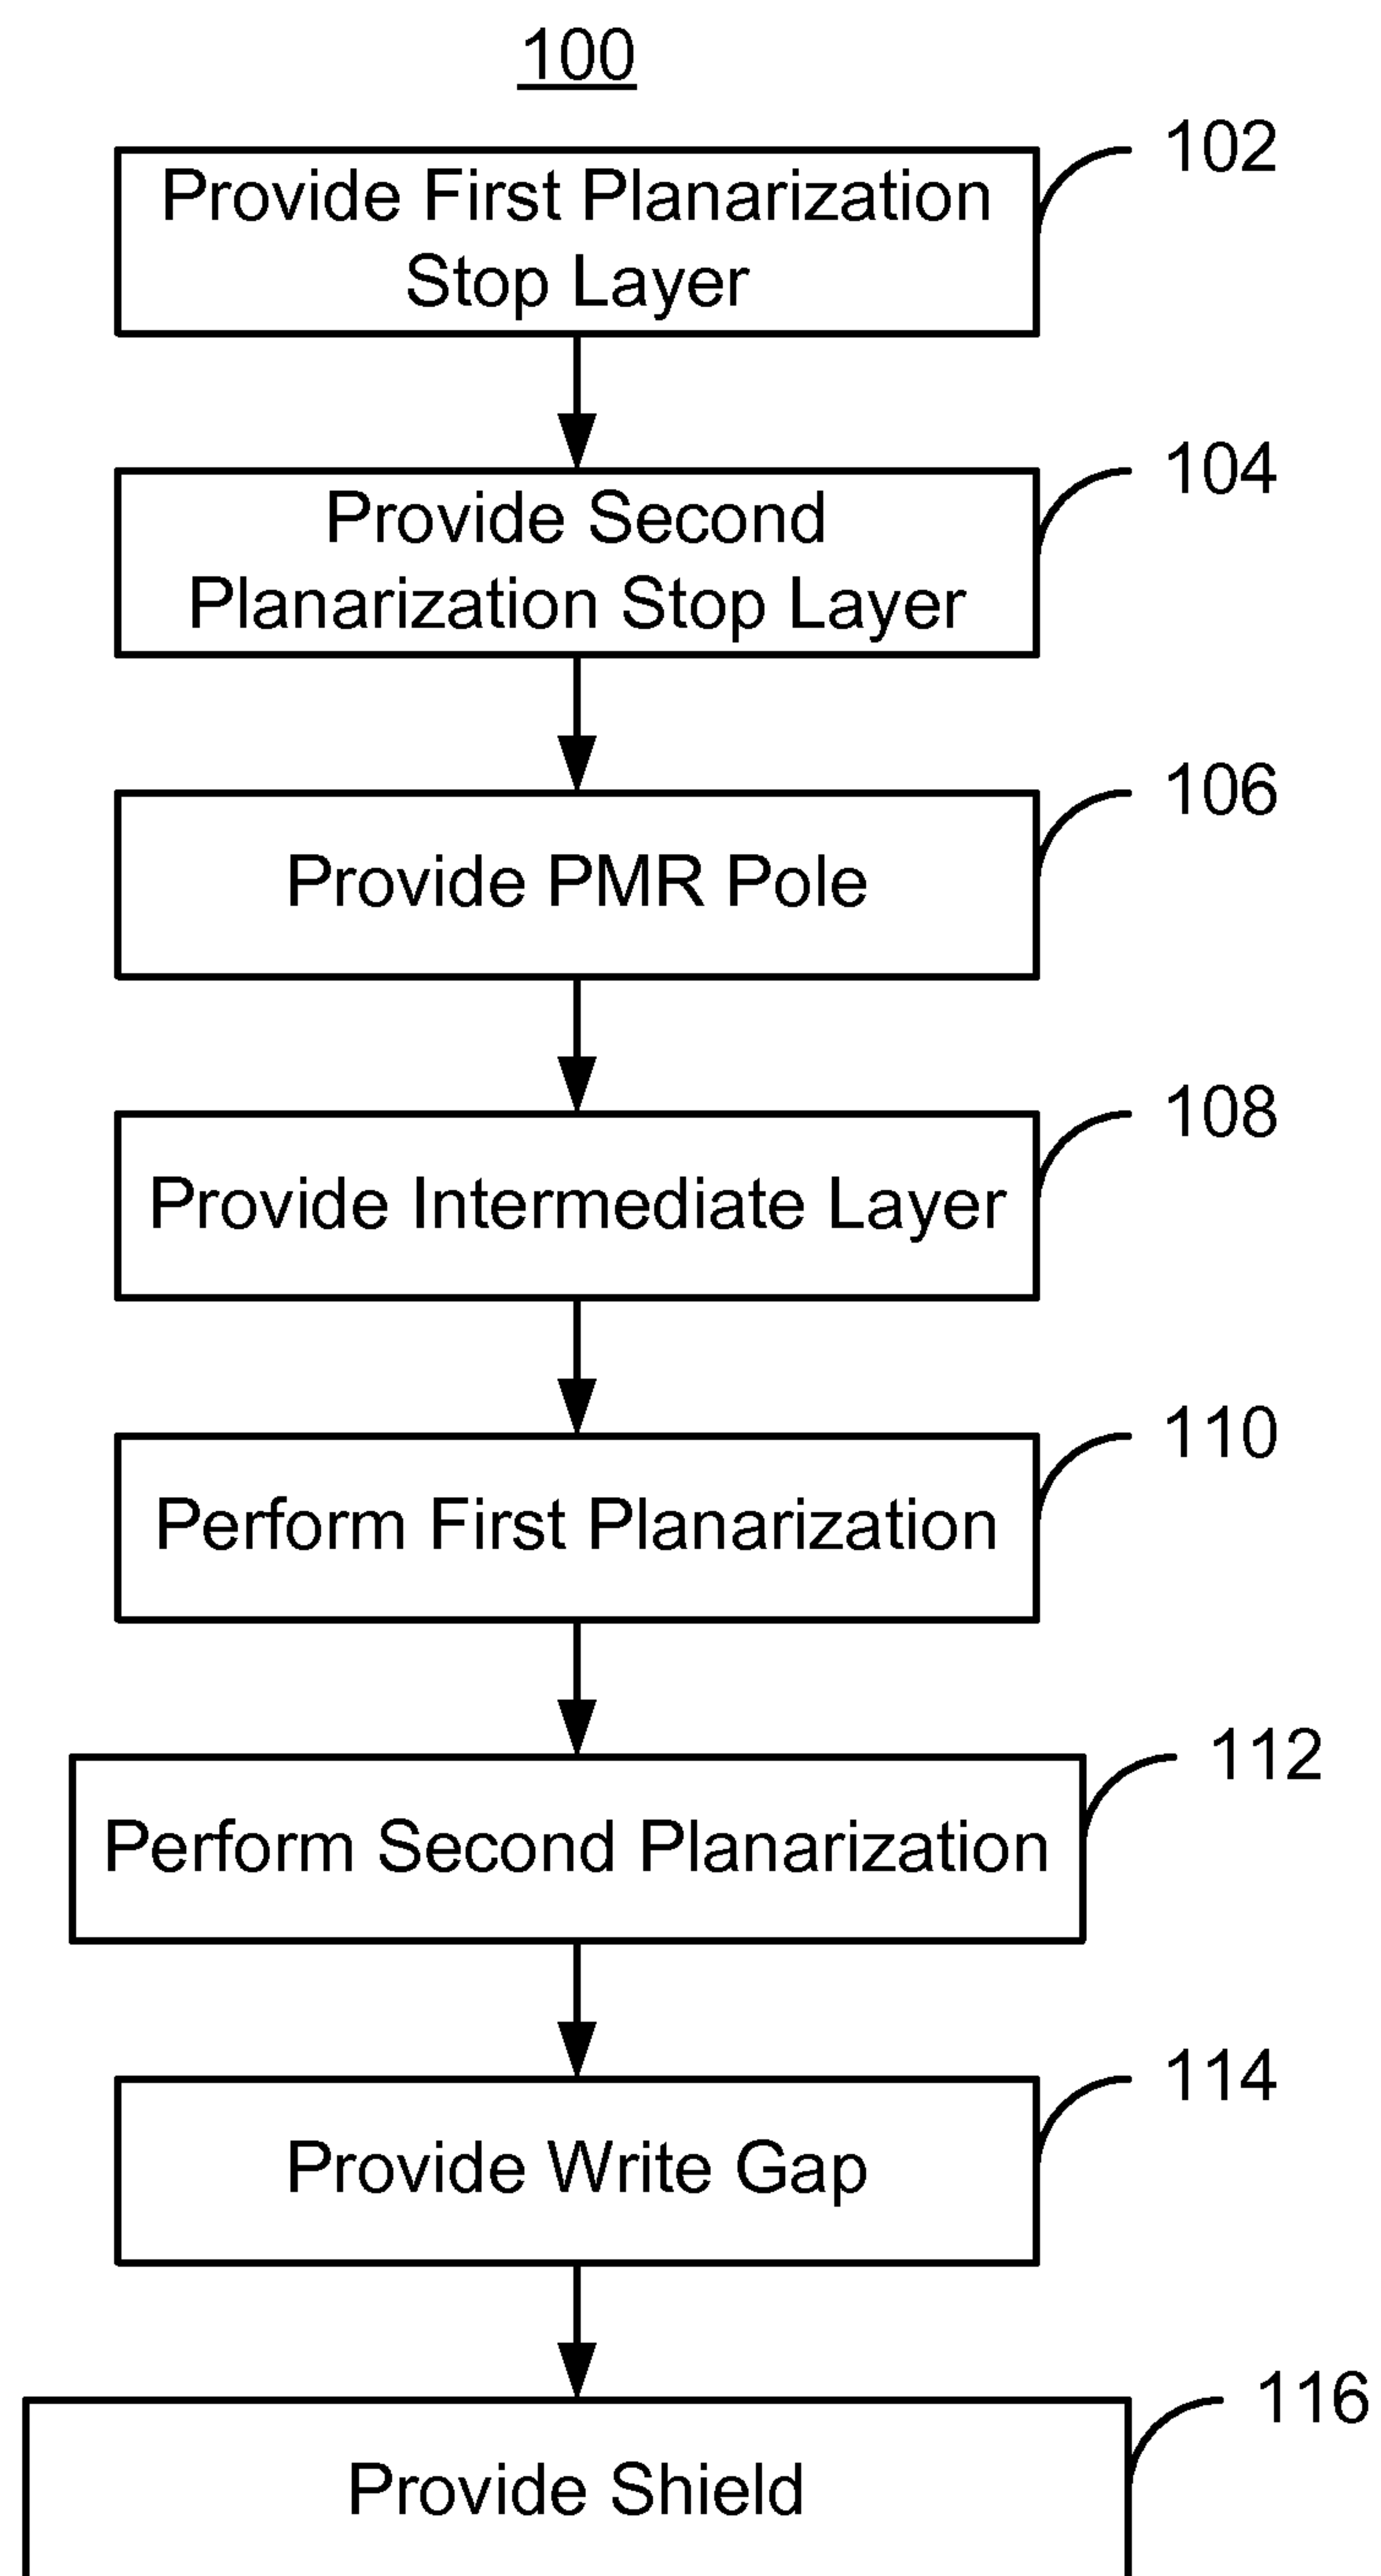 100
102
Provide First Planarization
Stop Layer
104
Provide Second
Planarization Stop Layer
106
Provide PMR Pole
108
Provide Intermediate Layer
110
Perform First Planarization
112
Perform Second Planarization
114
Provide Write Gap
116
Provide Shield